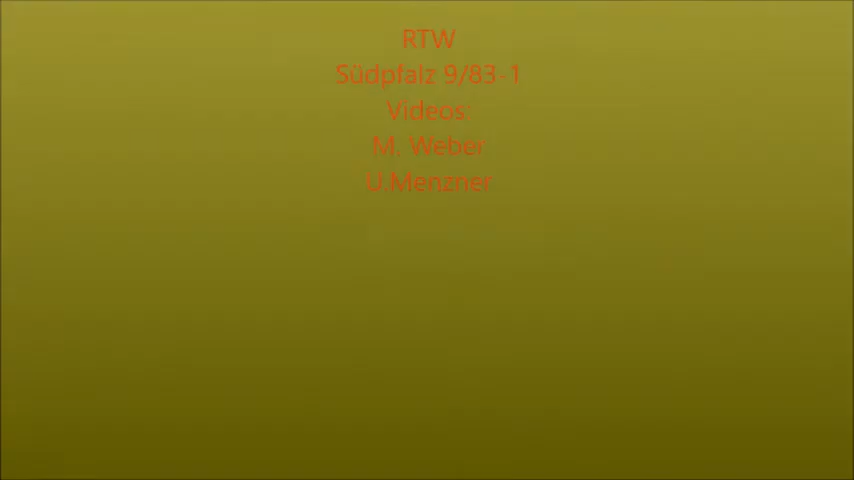 RTW
Südpfalz 9/83-1
Videos:
M. Weber
U.Menzner